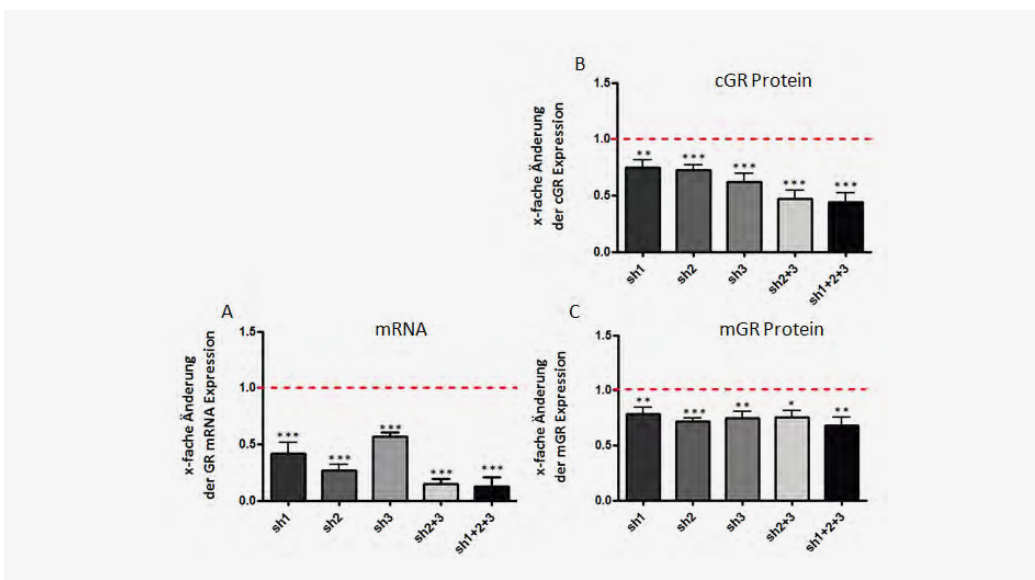 B
cGR Protein
x-fache Änderung
der cGR Expression
1.5
1.0
0.5
0.0
** *** *** *** ***
sh1 sh2 sh3 sh2+3 sh1+2+3
A
mRNA
x-fache Änderung
der GR mRNA Expression
1.5
1.0
0.5
0.0
*** *** *** *** ***
sh1 sh2 sh3 sh2+3 sh1+2+3
C
mGR Protein
x-fache Änderung
der mGR Expression
1.5
1.0
0.5
0.0
** *** ** * **
sh1 sh2 sh3 sh2+3 sh1+2+3